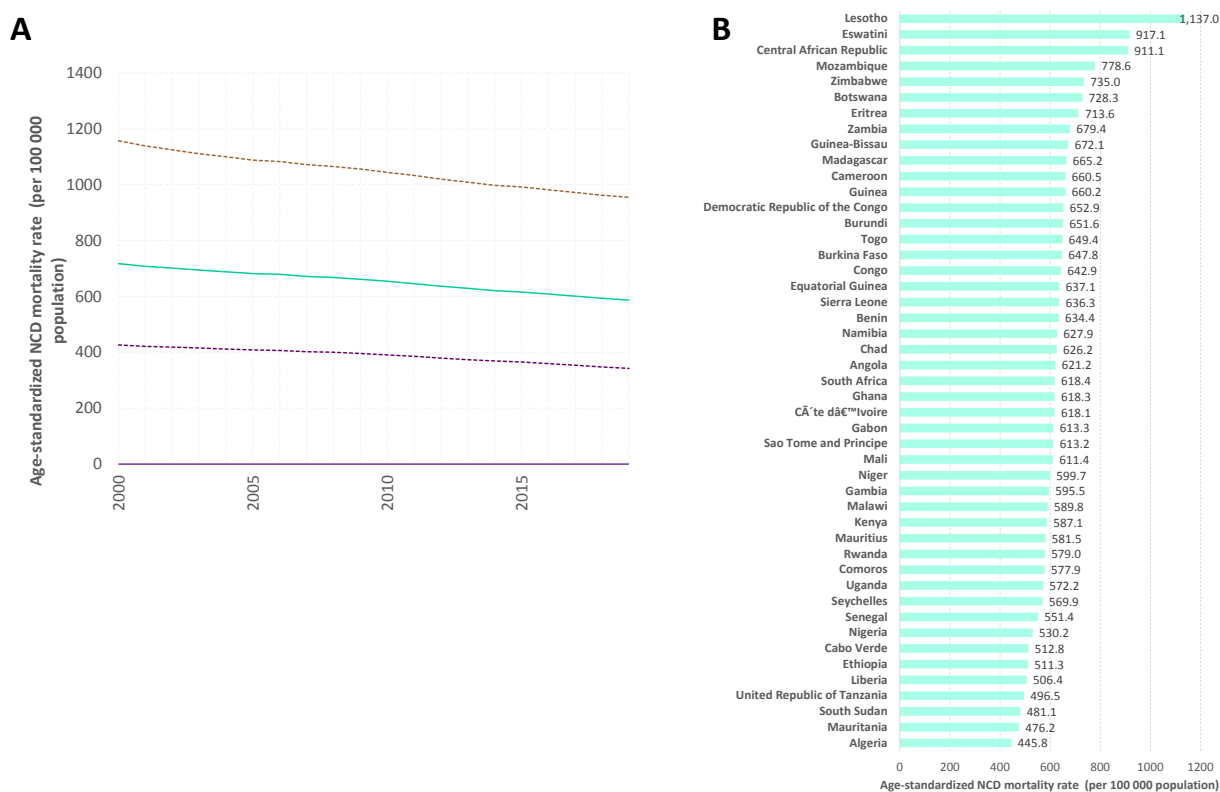 A
Age-standardized NCD mortality rate (per 100 000
population)
1400
1200
1000
800
600
400
200
0
2000
2005
2010
2015
B
Lesotho 1,137.0
Eswatini 917.1
Central African Republic 911.1
Mozambique 778.6
Zimbabwe 735.0
Botswana 728.3
Eritrea 713.6
Zambia 679.4
Guinea-Bissau 672.1
Madagascar 665.2
Cameroon 660.5
Guinea 660.2
Democratic Republic of the Congo 652.9
Burundi 651.6
Togo 649.4
Burkina Faso 647.8
Congo 642.9
Equatorial Guinea 637.1
Sierra Leone 636.3
Benin 634.4
Namibia 627.9
Chad 626.2
Angola 621.2
South Africa 618.4
Ghana 618.3
CÃ´te dâ€™Ivoire 618.1
Gabon 613.3
Sao Tome and Principe 613.2
Mali 611.4
Niger 599.7
Gambia 595.5
Malawi 589.8
Kenya 587.1
Mauritius 581.5
Rwanda 579.0
Comoros 577.9
Uganda 572.2
Seychelles 569.9
Senegal 551.4
Nigeria 530.2
Cabo Verde 512.8
Ethiopia 511.3
Liberia 506.4
United Republic of Tanzania 496.5
South Sudan 481.1
Mauritania 476.2
Algeria 445.8
0 200 400 600 800 1000 1200
Age-standardized NCD mortality rate (per 100 000 population)